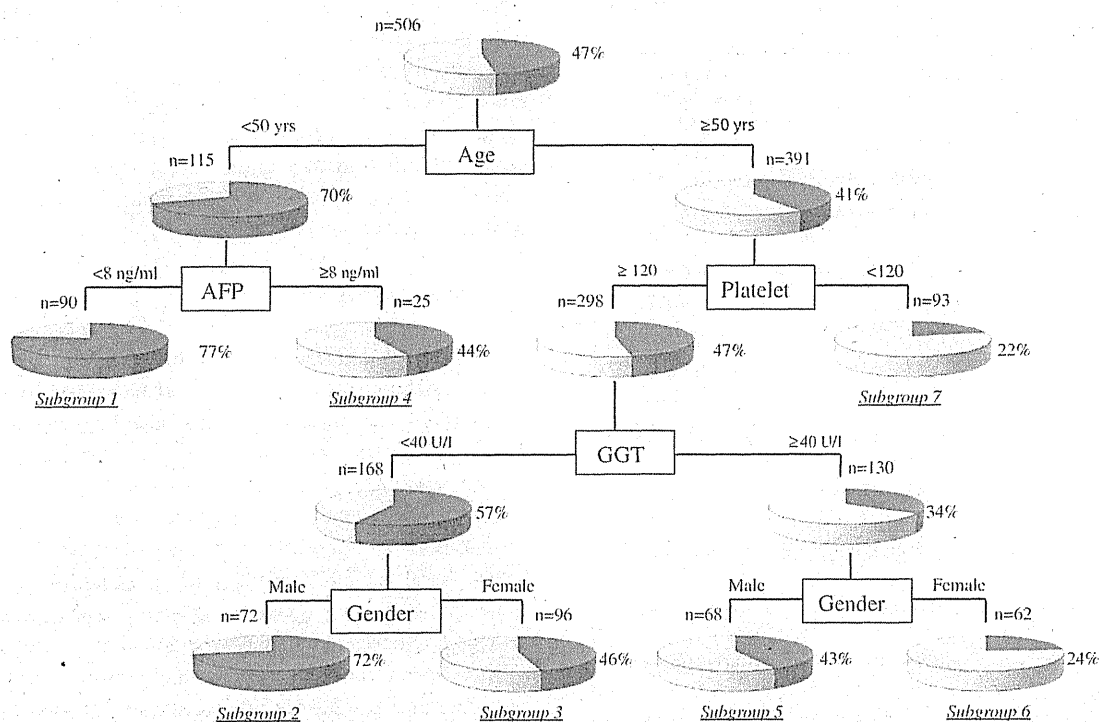 n=506
47%
<50 yrs
≥50 yrs
Age
n=115
n=391
70%
41%
<8 ng/ml
≥8 ng/ml
≥ 120
<120
AFP
Platelet
n=90
n=25
n=298
n=93
77%
44%
47%
22%
Subgroup 1
Subgroup 4
Subgroup 7
<40 U/l
≥40 U/l
GGT
n=168
n=130
57%
34%
Male
Female
Male
Female
Gender
Gender
n=72
n=96
n=68
n=62
72%
46%
43%
24%
Subgroup 2
Subgroup 3
Subgroup 5
Subgroup 6